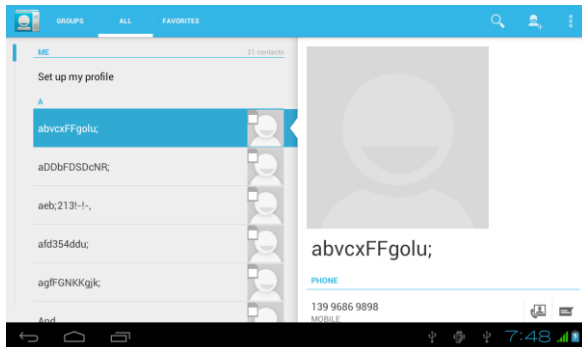 GROUPS ALL FAVORITES
ME 21 contacts
Set up my profile
A
abvcxFFgolu;
aDDbFDSDcNR;
aeb;213!-!-,
afd354ddu;
agfFGNKKgjk;
And
abvcxFFgolu;
PHONE
139 9686 9898
MOBILE
7:48